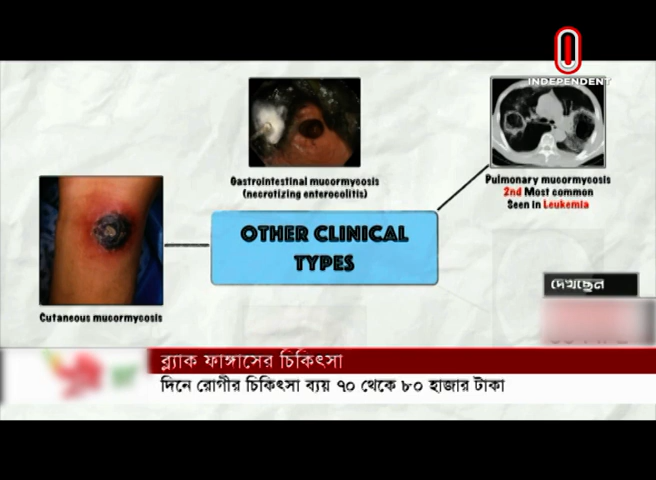 INDEPENDENT
Gastrointestinal mucormycosis
(necrotizing enterocolitis)
Pulmonary mucormycosis
2nd Most common
Seen in Leukemia
OTHER CLINICAL
TYPES
Cutaneous mucormycosis
দেখছেন
ব্ল্যাক ফাঙ্গাসের চিকিৎসা
দিনে রোগীর চিকিৎসা ব্যয় ৭০ থেকে ৮০ হাজার টাকা